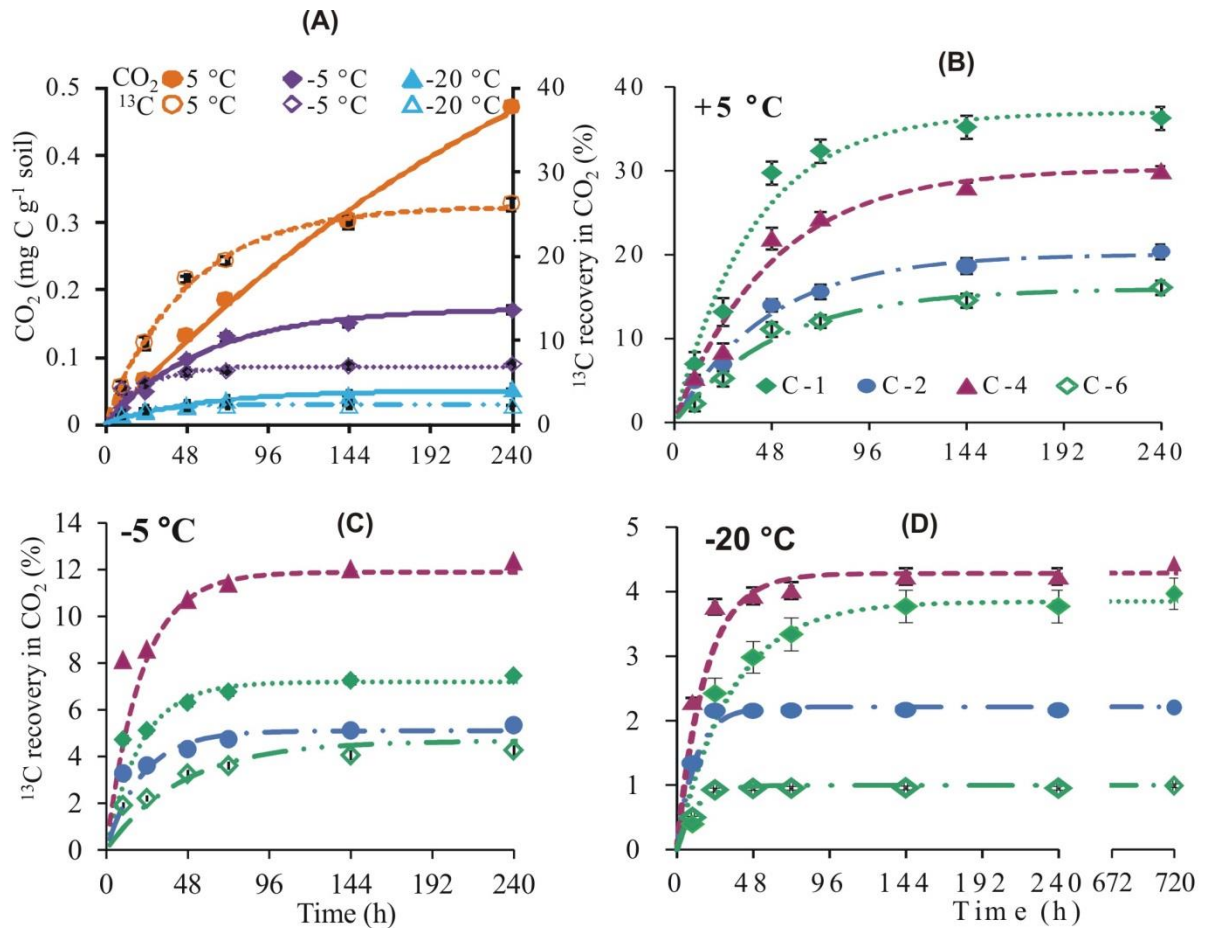 (A)
CO₂ 5 °C -5 °C -20 °C
¹³C 5 °C -5 °C -20 °C
0.5
0.4
0.3
0.2
0.1
0
CO₂ (mg C g⁻¹ soil)
40
30
20
10
0
¹³C recovery in CO₂ (%)
0 48 96 144 192 240
(B)
+5 °C
40
30
20
10
0
C-1 C-2 C-4 C-6
0 48 96 144 192 240
(C)
-5 °C
14
12
10
8
6
4
2
0
¹³C recovery in CO₂ (%)
0 48 96 144 192 240
Time (h)
(D)
-20 °C
5
4
3
2
1
0
0 48 96 144 192 240 672 720
Time (h)